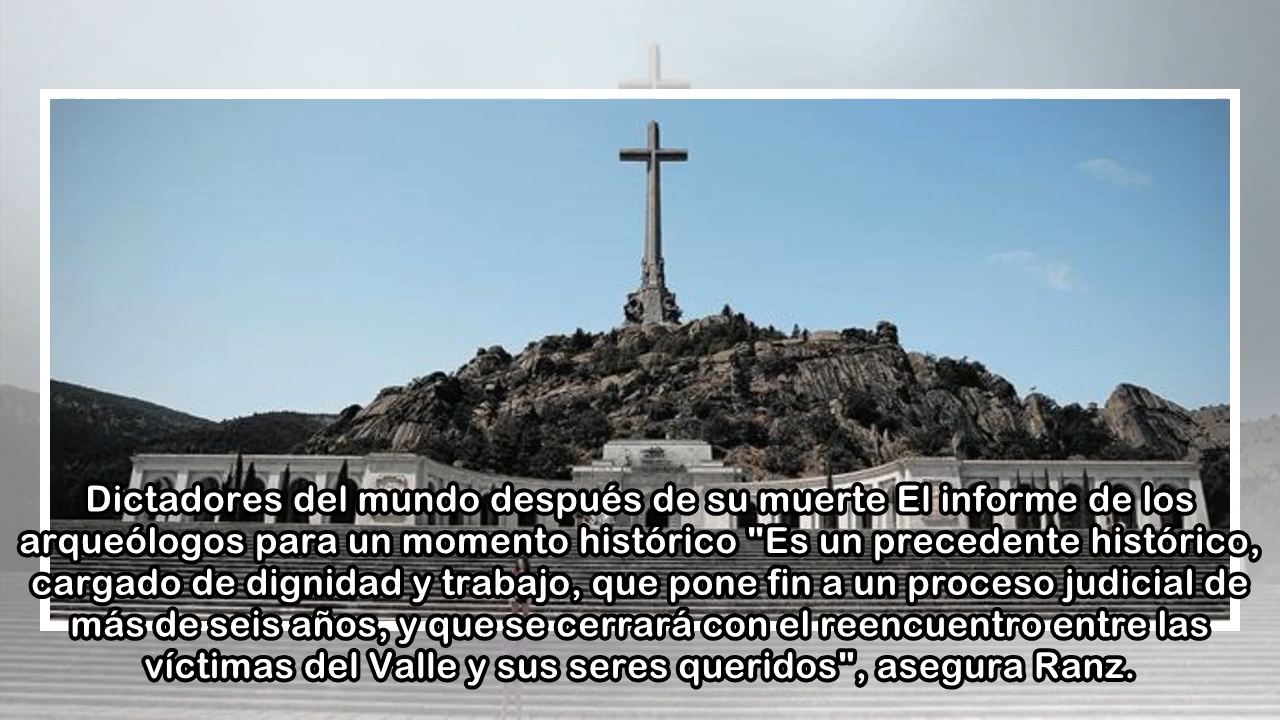 Dictadores del mundo después de su muerte El informe de los
arqueólogos para un momento histórico "Es un precedente histórico,
cargado de dignidad y trabajo, que pone fin a un proceso judicial de
más de seis años, y que se cerrará con el reencuentro entre las
víctimas del Valle y sus seres queridos", asegura Ranz.